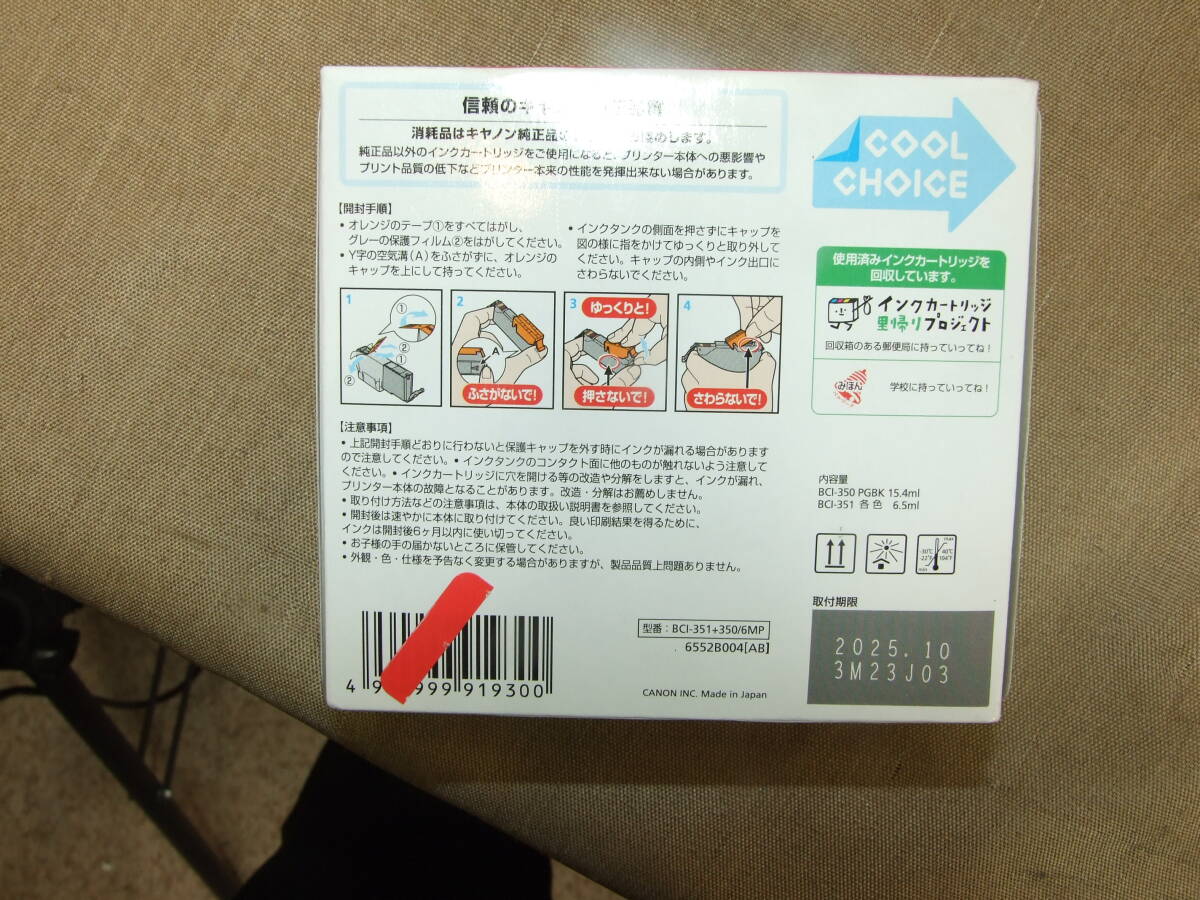 信頼のキ
消耗品はキヤノン純正品 めします。
純正品以外のインクカートリッジをご使用になると、プリンター本体への悪影響や
プリント品質の低下などプリンター本来の性能を発揮出来ない場合があります。
COOL
CHOICE
【開封手順】
• オレンジのテープ①をすべてはがし、
グレーの保護フィルム②をはがしてください。
• Y字の空気溝(A)をふさがずに、オレンジの
キャップを上にして持ってください。
• インクタンクの側面を押さずにキャップを
図の様に指をかけてゆっくりと取り外して
ください。キャップの内側やインク出口に
さわらないでください。
1
①
②
①
②
2
A
ふさがないで!
3
ゆっくりと!
押さないで!
4
さわらないで!
使用済みインクカートリッジを
回収しています。
インクカートリッジ
里帰りプロジェクト
回収箱のある郵便局に持っていってね!
みほん
学校に持っていってね!
【注意事項】
• 上記開封手順どおりに行わないと保護キャップを外す時にインクが漏れる場合があります
ので注意してください。• インクタンクのコンタクト面に他のものが触れないよう注意して
ください。• インクカートリッジに穴を開ける等の改造や分解をしますと、インクが漏れ、
プリンター本体の故障となることがあります。改造・分解はお薦めしません。
• 取り付け方法などの注意事項は、本体の取扱い説明書を参照してください。
• 開封後は速やかに本体に取り付けてください。良い印刷結果を得るために、
インクは開封後6ヶ月以内に使い切ってください。
• お子様の手の届かないところに保管してください。
• 外観・色・仕様を予告なく変更する場合がありますが、製品品質上問題ありません。
内容量
BCI-350 PGBK 15.4ml
BCI-351 各色 6.5ml
max
-30℃ 40℃
-22°F 104°F
min
取付期限
2025.10
3M23J03
型番:BCI-351+350/6MP
6552B004[AB]
CANON INC. Made in Japan
4 9 999 919300